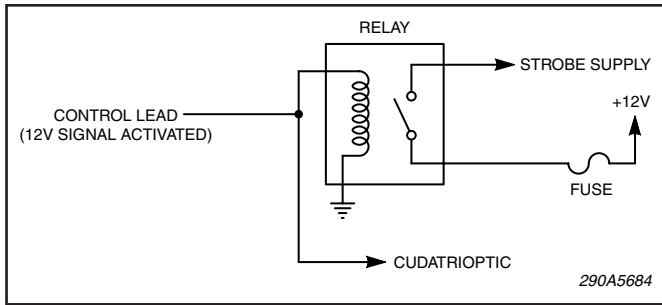 RELAY
STROBE SUPPLY
+12V
CONTROL LEAD
(12V SIGNAL ACTIVATED)
FUSE
CUDATRIOPTIC
290A5684